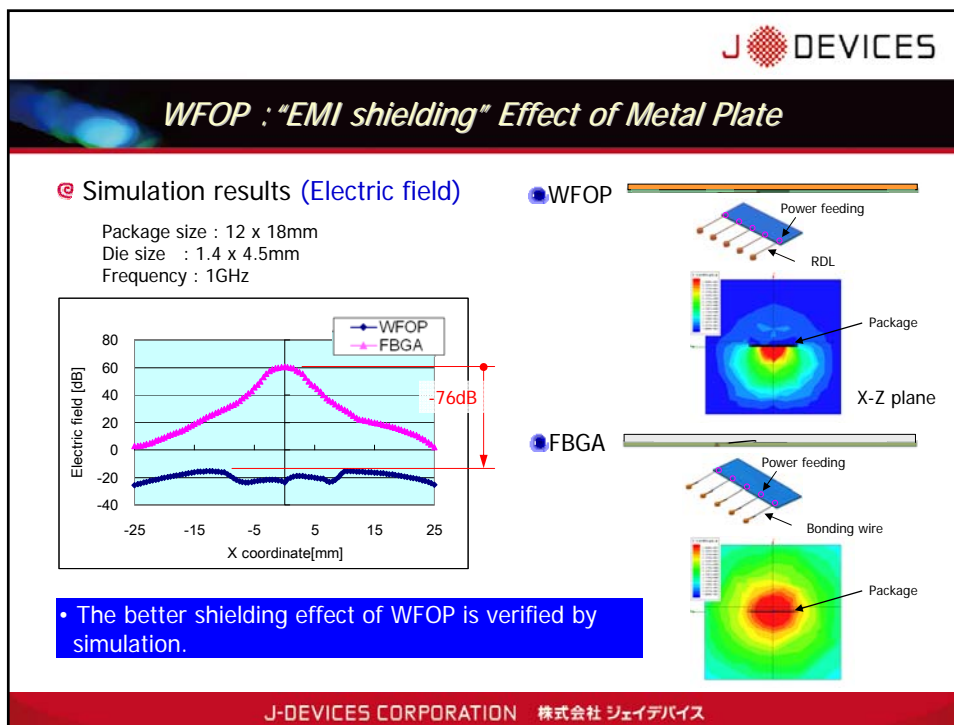 J DEVICES
WFOP : "EMI shielding" Effect of Metal Plate
Simulation results (Electric field)
Package size : 12 x 18mm
Die size : 1.4 x 4.5mm
Frequency : 1GHz
WFOP
FBGA
80
60
40
20
0
-20
-40
Electric field [dB]
-25
-15
-5
5
15
25
X coordinate[mm]
-76dB
• The better shielding effect of WFOP is verified by
simulation.
WFOP
Power feeding
RDL
Package
X-Z plane
FBGA
Power feeding
Bonding wire
Package
J-DEVICES CORPORATION 株式会社 ジェイデバイス